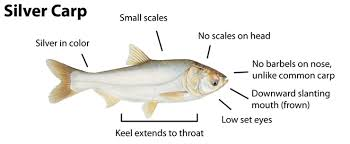 Silver Carp
Small scales
No scales on head
Silver in color
No barbels on nose,
unlike common carp
Downward slanting
mouth (frown)
Low set eyes
Keel extends to throat